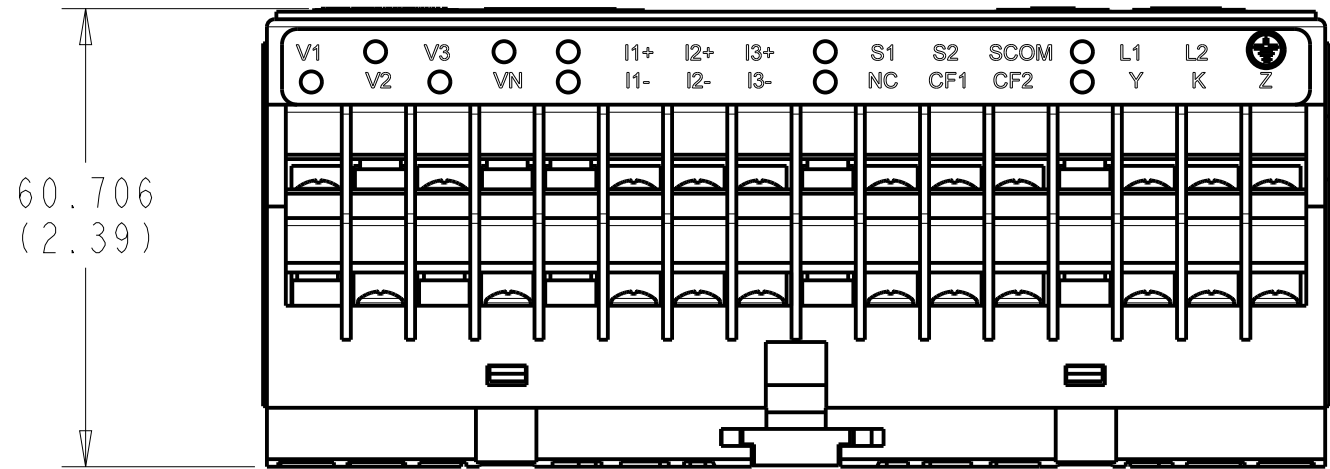 V1 V3 I1+ I2+ I3+ S1 S2 SCOM L1 L2
V2 VN I1- I2- I3- NC CF1 CF2 Y K Z
60.706
(2.39)